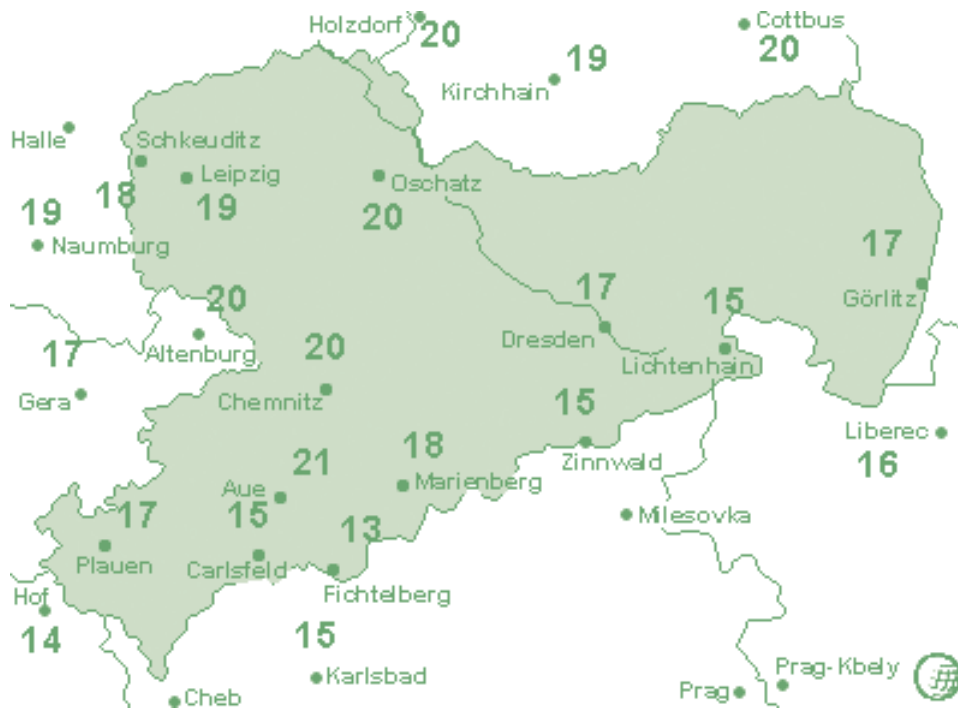 Holzdorf
20
Cottbus
20
19
Kirchhain
Halle
Schkeuditz
Leipzig
Oschatz
18
19
20
19
Naumburg
17
Görlitz
20
Altenburg
17
Dresden
15
Lichtenhain
17
Gera
20
Chemnitz
15
Zinnwald
Liberec
16
21
Aue
18
Marienberg
17
Plauen
15
Carlsfeld
13
Fichtelberg
Milesovka
Hof
14
15
Karlsbad
Cheb
Prag
Prag-Kbely